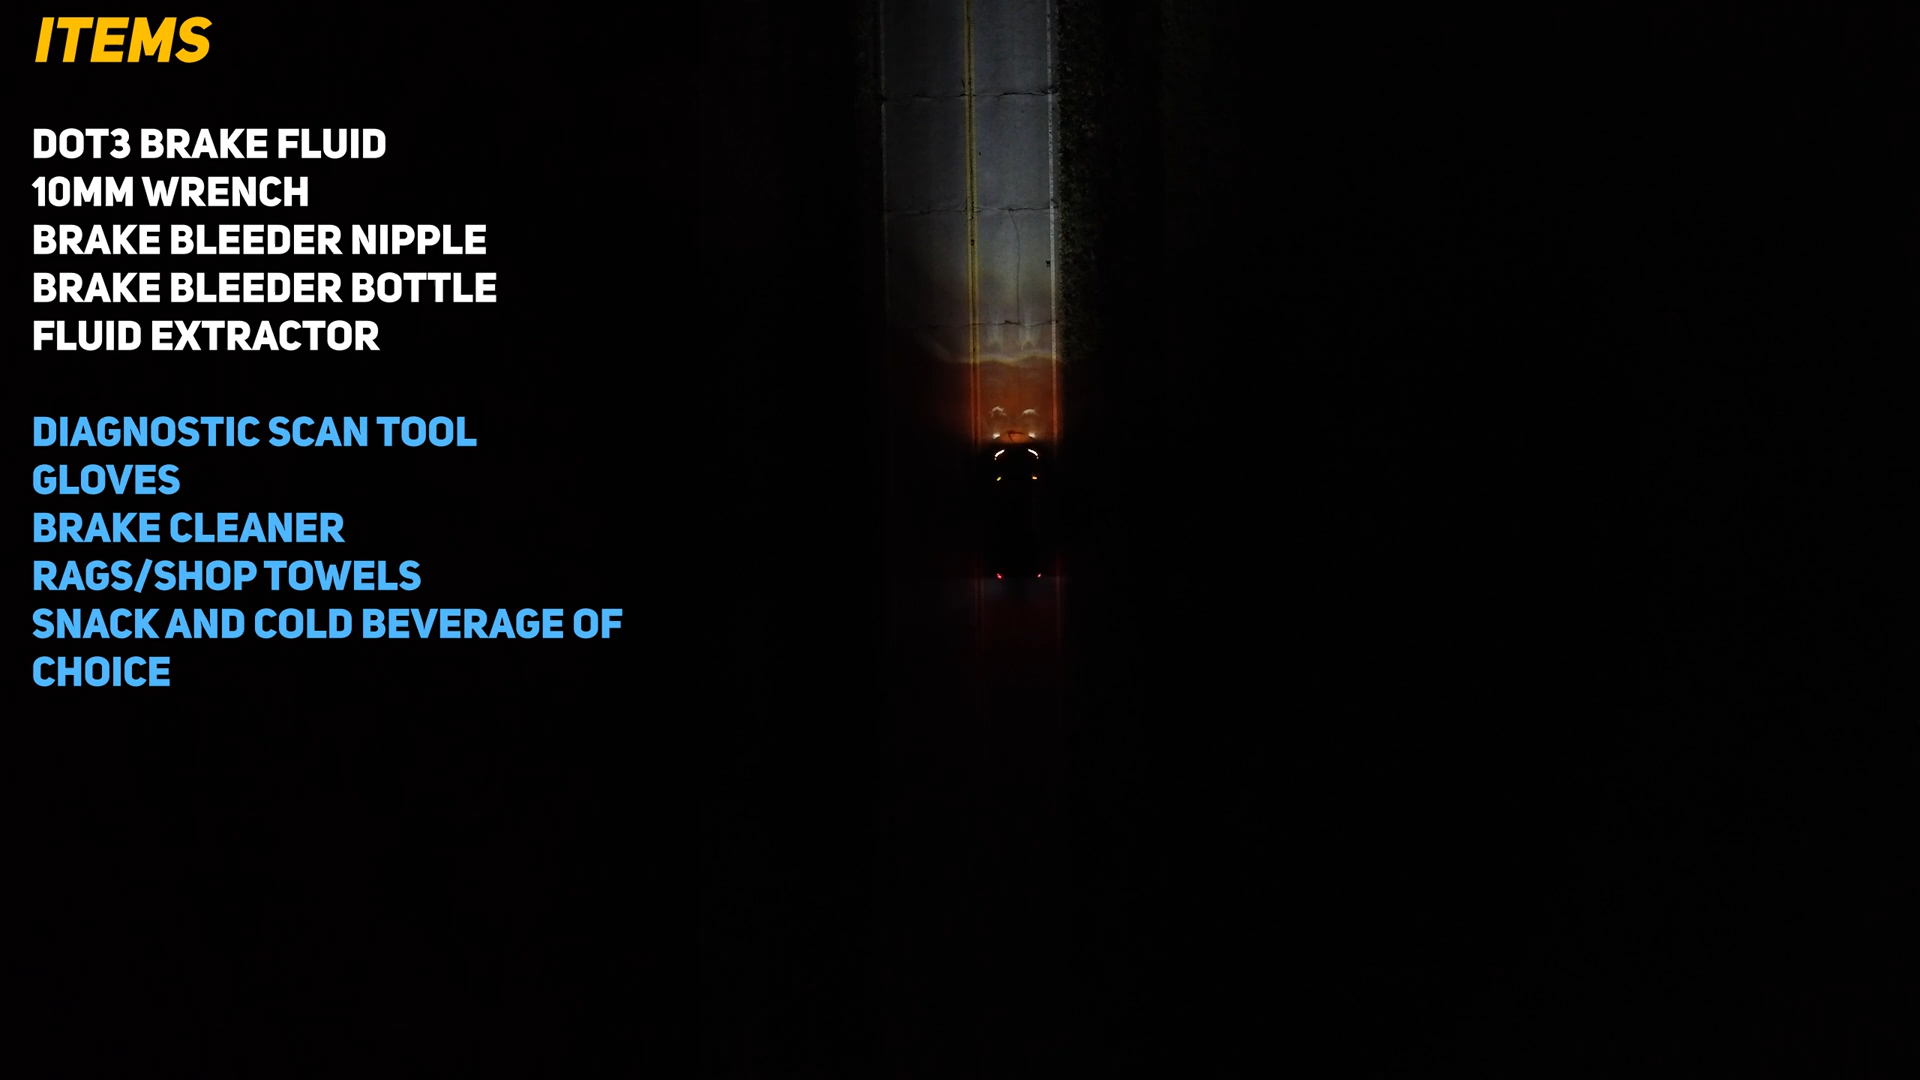 ITEMS
DOT3 BRAKE FLUID
10MM WRENCH
BRAKE BLEEDER NIPPLE
BRAKE BLEEDER BOTTLE
FLUID EXTRACTOR
DIAGNOSTIC SCAN TOOL
GLOVES
BRAKE CLEANER
RAGS/SHOP TOWELS
SNACK AND COLD BEVERAGE OF
CHOICE